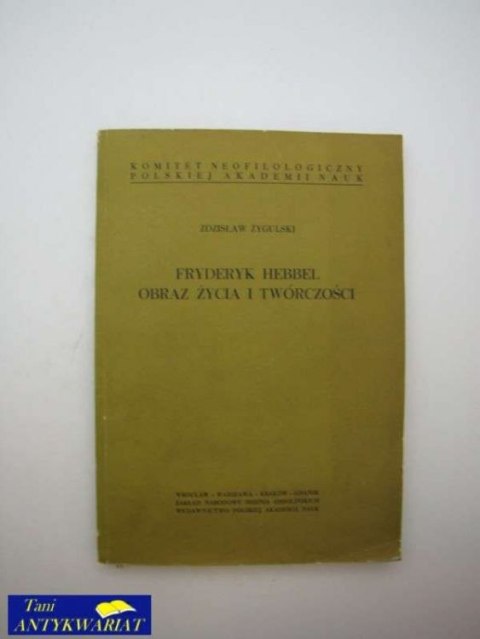 KOMITET NEOFILOLOGICZNY
POLSKIEJ AKADEMII NAUK
ZDZISŁAW ŻYGULSKI
FRYDERYK HEBBEL
OBRAZ ŻYCIA I TWÓRCZOŚCI
WROCŁAW – WARSZAWA – KRAKÓW – GDAŃSK
ZAKŁAD NARODOWY IMIENIA OSSOLIŃSKICH
WYDAWNICTWO POLSKIEJ AKADEMII NAUK
Tani
ANTYKWARIAT